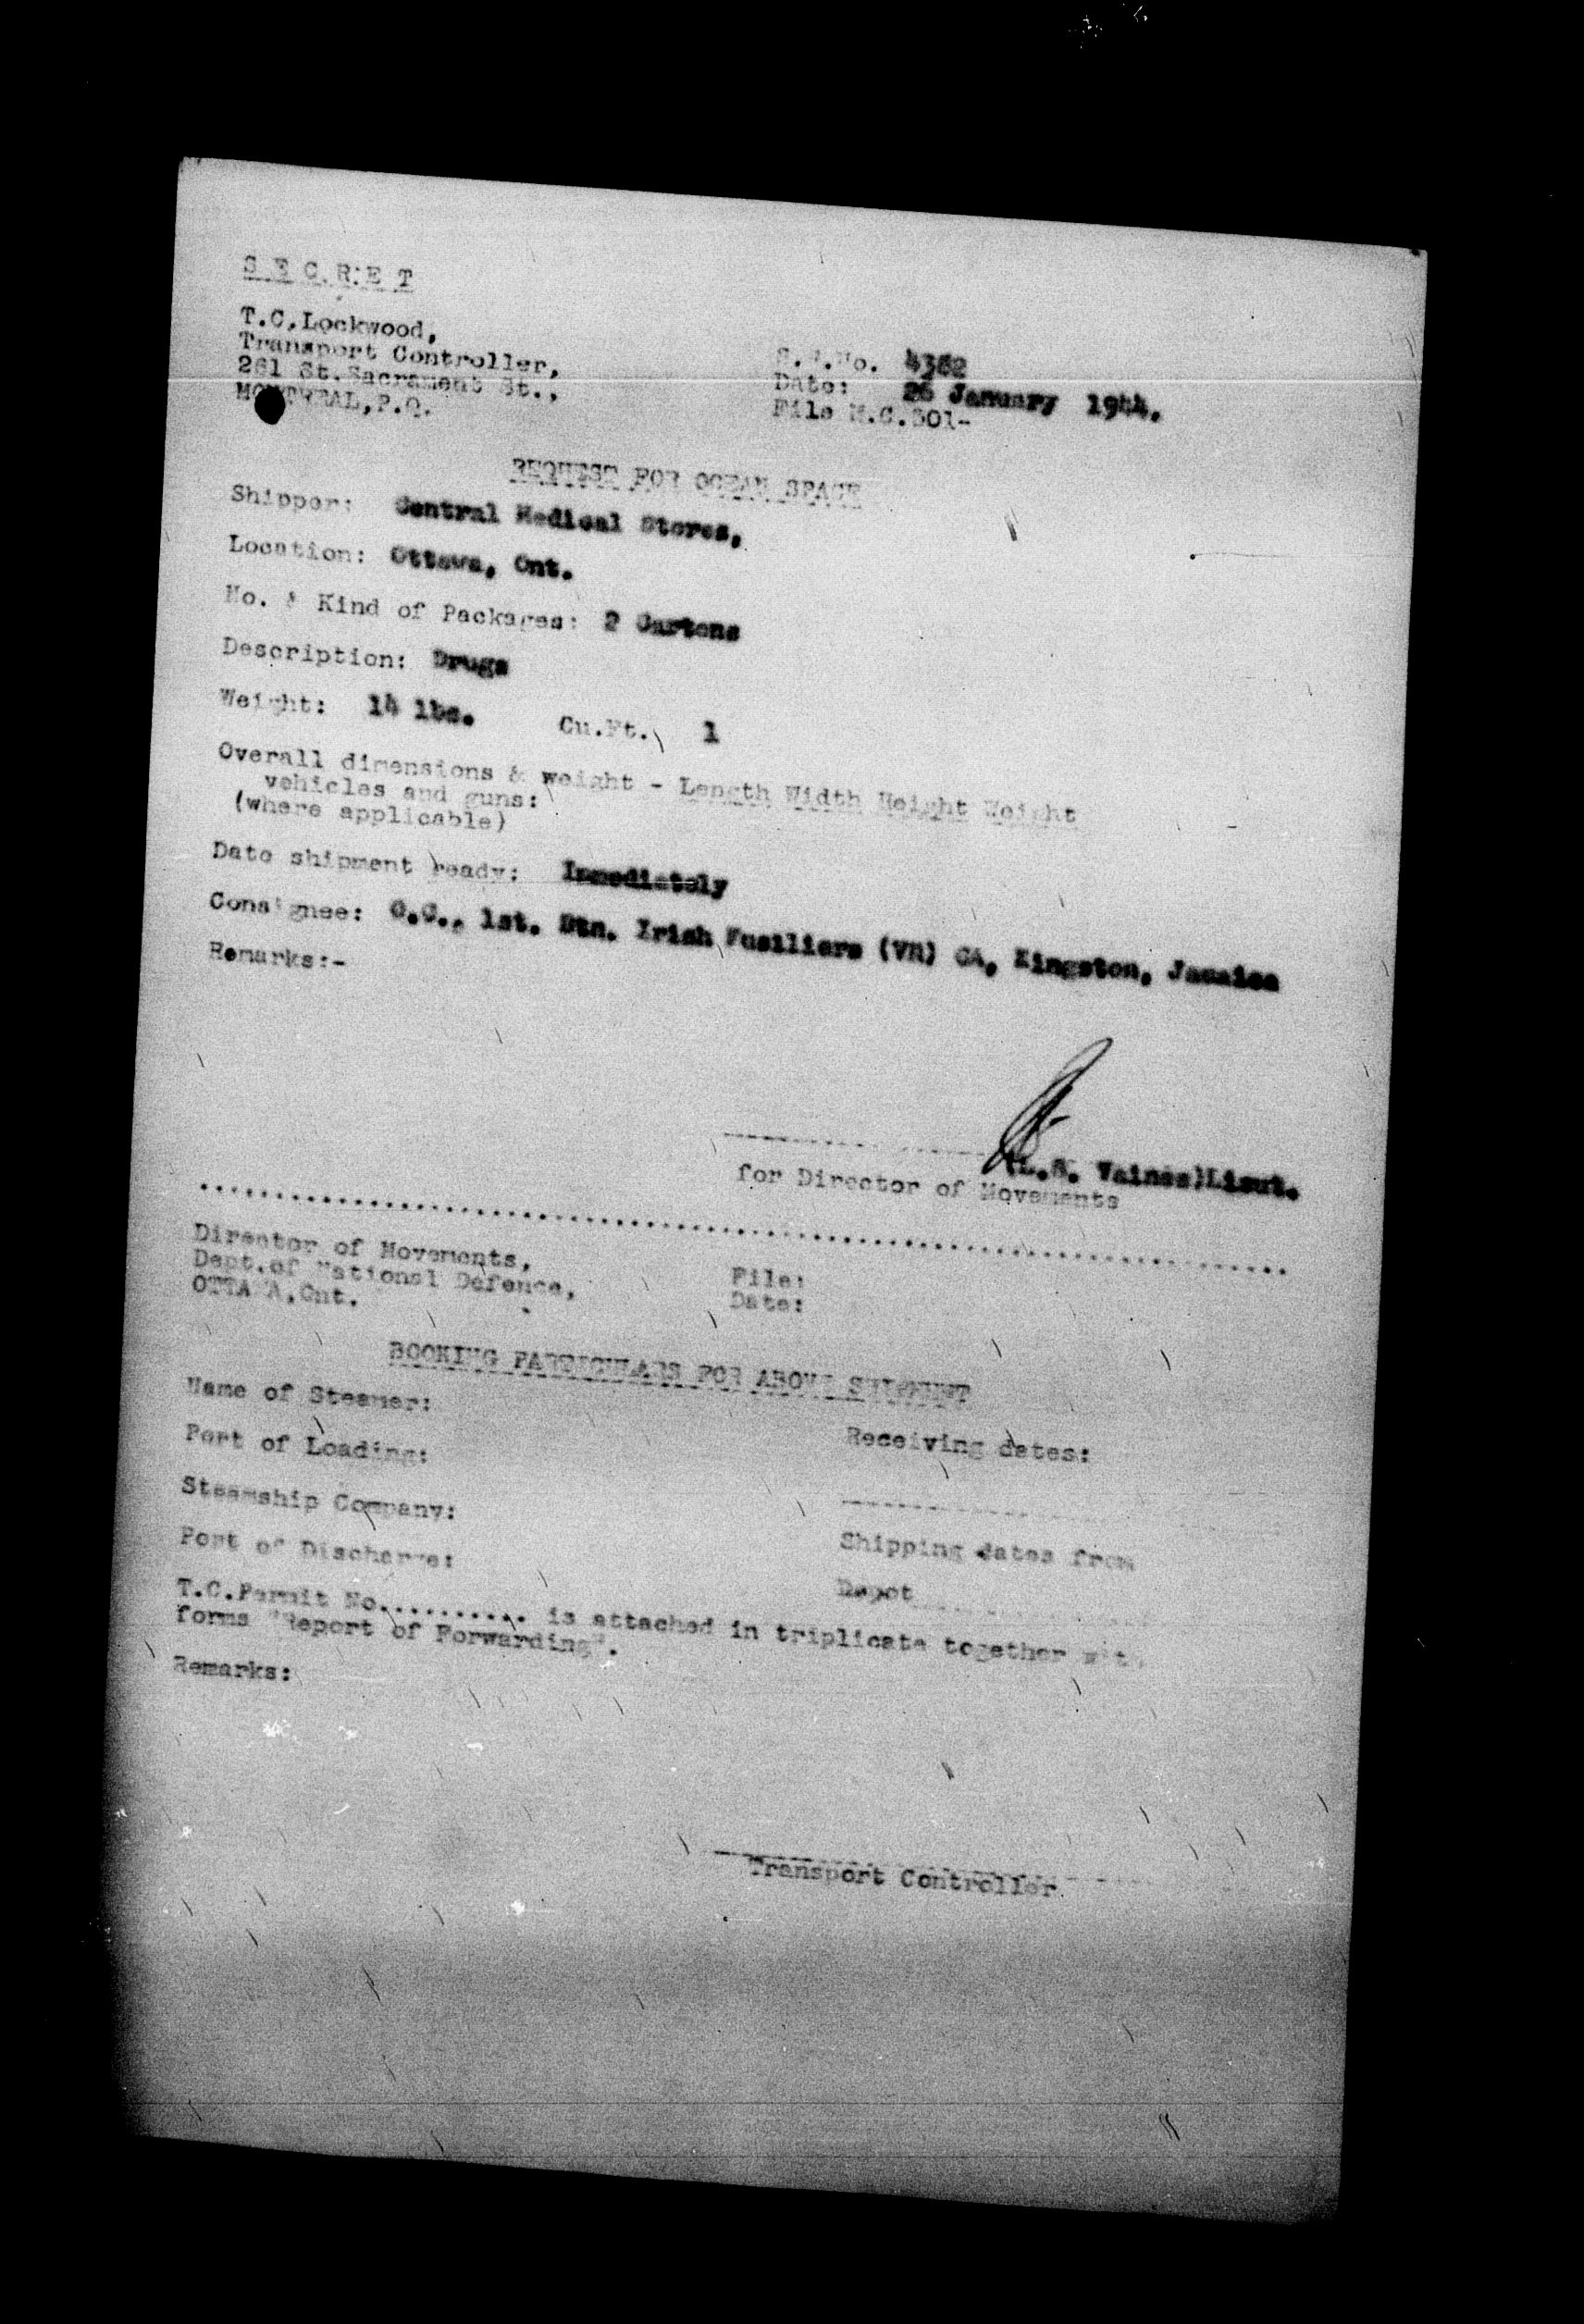 S E C R E T
T.C.Lockwood,
Transport Controller,
261 St.Sacrament St.,
MONTREAL,P.Q.
No. 4362
Date: 26 January 1944.
File M.C.301-
REQUEST FOR OCEAN SPACE
Shipper: Central Medical Stores,
Location: Ottawa, Ont.
No. & Kind of Packages: 2 Cartons
Description: Drugs
Weight: 14 lbs. Cu.Ft. 1
Overall dimensions & weight - Length Width Height Weight
vehicles and guns:
(where applicable)
Date shipment ready: Immediately
Consignee: O.C., 1st. Btn. Irish Fusiliers (VR) CA, Kingston, Jamaica
Remarks:-
Vaines)Lieut.
for Director of Movements
Director of Movements,
Dept.of National Defence,
OTTAWA,Ont.
File:
Date:
BOOKING PARTICULARS FOR ABOVE SHIPMENT
Name of Steamer:
Port of Loading:
Receiving dates:
Steamship Company:
Port of Discharge:
Shipping dates from
Depot
T.C.Permit No........... is attached in triplicate together with
forms "Report of Forwarding".
Remarks:
Transport Controller